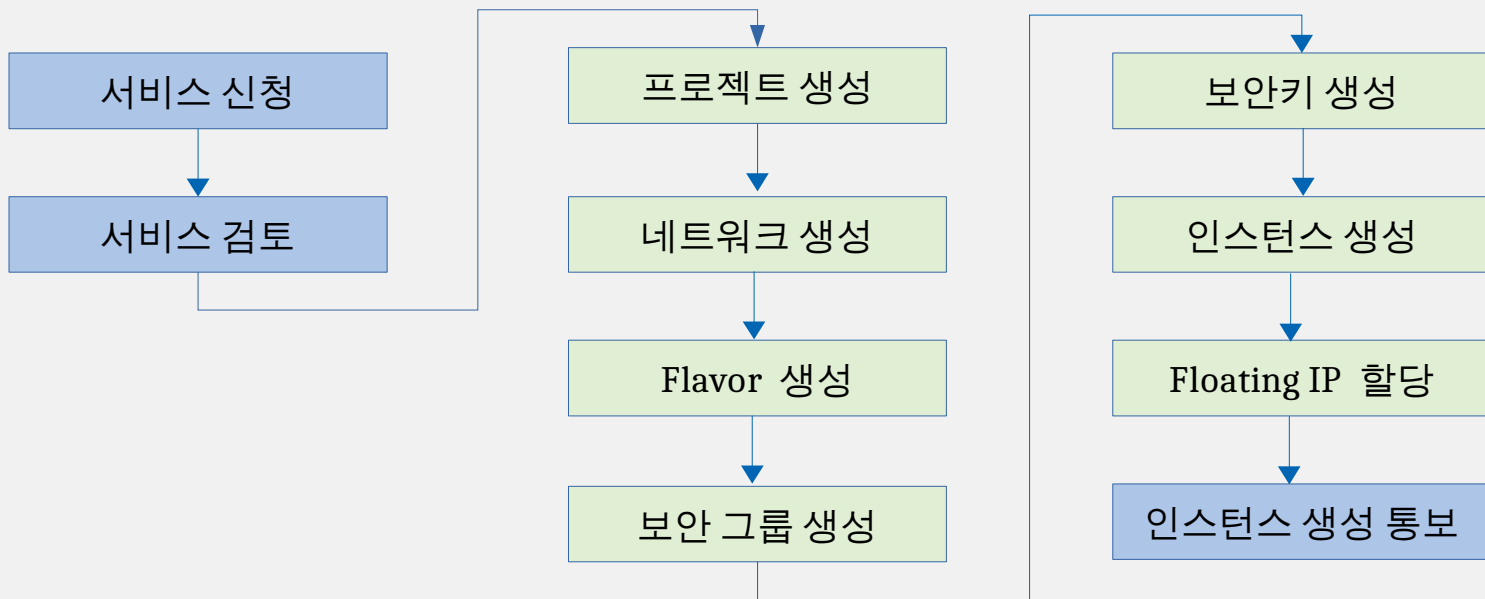 서비스 신청
서비스 검토
프로젝트 생성
네트워크 생성
Flavor 생성
보안 그룹 생성
보안키 생성
인스턴스 생성
Floating IP 할당
인스턴스 생성 통보